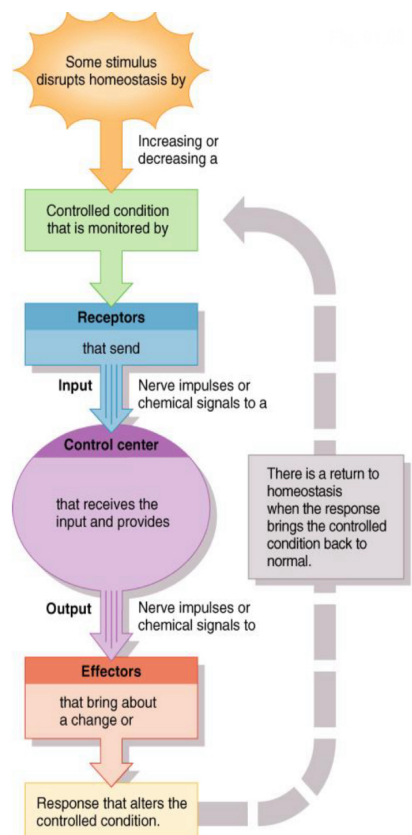 Some stimulus
disrupts homeostasis by
Increasing or
decreasing a
Controlled condition
that is monitored by
Receptors
that send
Input
Nerve impulses or
chemical signals to a
Control center
that receives the
input and provides
There is a return to
homeostasis
when the response
brings the controlled
condition back to
normal.
Output
Nerve impulses or
chemical signals to
Effectors
that bring about
a change or
Response that alters the
controlled condition.